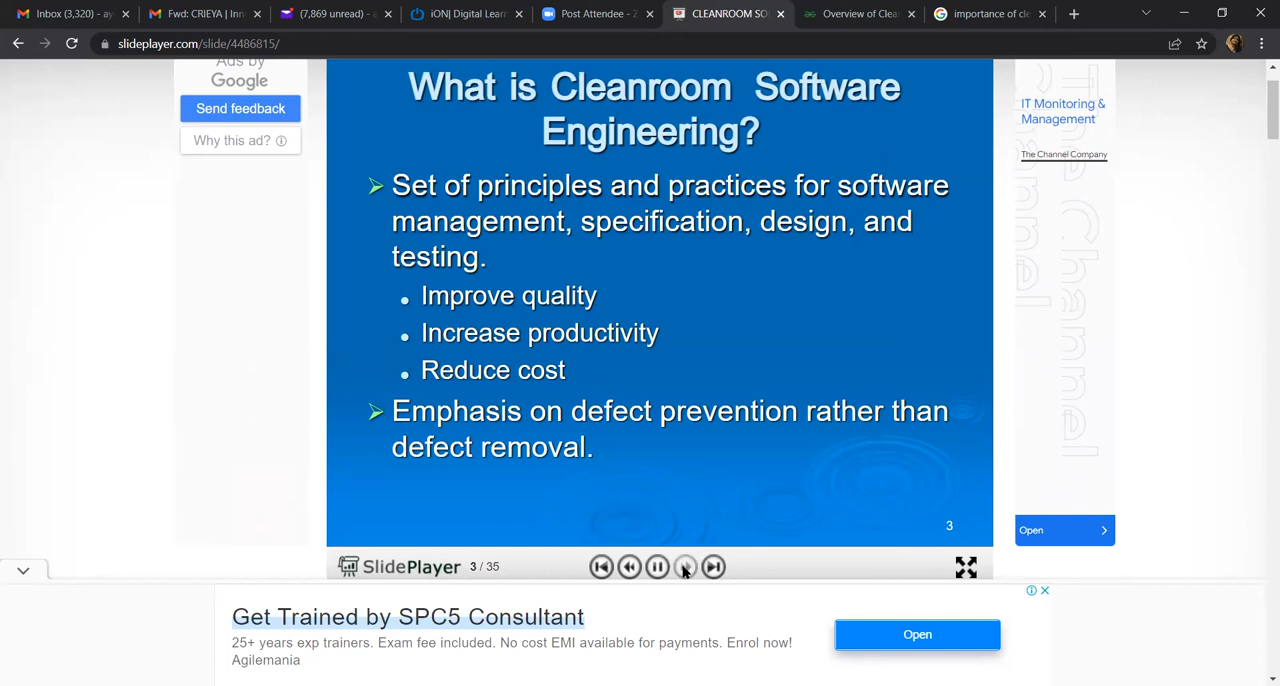 Inbox (3,320) - ay
Fwd: CRIEYA | Inn
(7,869 unread) - a
iON| Digital Lear
Post Attendee - Z
CLEANROOM SO
Overview of Clea
importance of cle
slideplayer.com/slide/4486815/
Ads by
Google
Send feedback
Why this ad?
What is Cleanroom Software
Engineering?
Set of principles and practices for software
management, specification, design, and
testing.
Improve quality
Increase productivity
Reduce cost
Emphasis on defect prevention rather than
defect removal.
3
IT Monitoring &
Management
The Channel Company
The Channel
Open
SlidePlayer 3 / 35
Get Trained by SPC5 Consultant
25+ years exp trainers. Exam fee included. No cost EMI available for payments. Enrol now!
Agilemania
Open